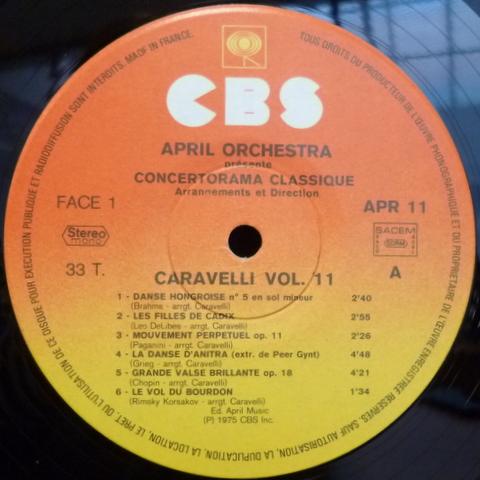 CBS
APRIL ORCHESTRA
présente
CONCERTORAMA CLASSIQUE
Arrannements et Direction
FACE 1
APR 11
Stereo
mono
SACEM
33 T.
A
CARAVELLI VOL. 11
1 - DANSE HONGROISE n° 5 en sol mineur 2'40
(Brahms - arrgt. Caravelli)
2 - LES FILLES DE CADIX 2'55
(Leo DeLibes - arrgt. Caravelli)
3 - MOUVEMENT PERPETUEL op. 11 2'26
(Paganini - arrgt. Caravelli)
4 - LA DANSE D'ANITRA (extr. de Peer Gynt) 4'48
(Grieg - arrgt. Caravelli)
5 - GRANDE VALSE BRILLANTE op. 18 4'21
(Chopin - arrgt. Caravelli)
6 - LE VOL DU BOURDON 1'34
(Rimsky Korsakov - arrgt. Caravelli)
Ed. April Music
(P) 1975 CBS Inc.
TOUS DROITS DU PRODUCTEUR DE L'ŒUVRE PHONOGRAPHIQUE ET DU PROPRIETAIRE DE L'ŒUVRE ENREGISTREE RESERVES. SAUF AUTORISATION, LA DUPLICATION, LA LOCATION, LE PRET, OU L'UTILISATION DE CE DISQUE POUR EXECUTION PUBLIQUE ET RADIODIFFUSION SONT INTERDITS. MADE IN FRANCE.